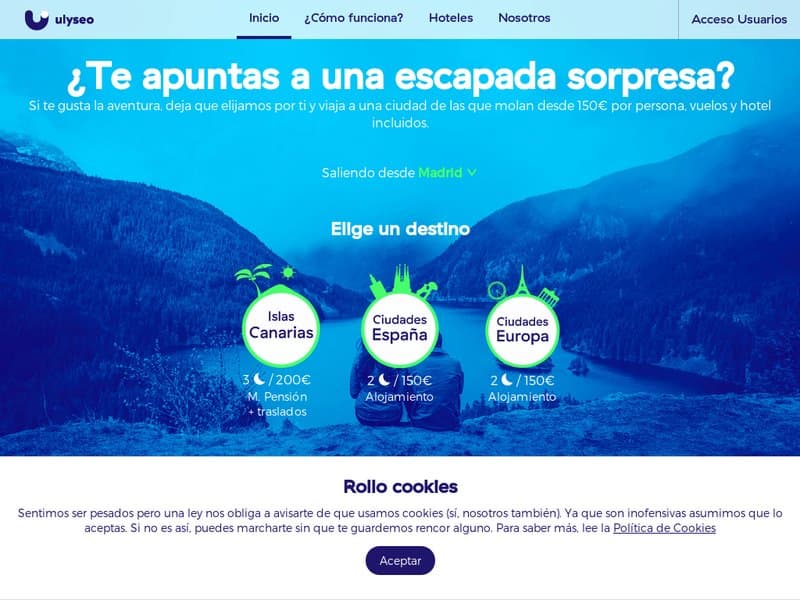 ulyseo
Inicio
¿Cómo funciona?
Hoteles
Nosotros
Acceso Usuarios
¿Te apuntas a una escapada sorpresa?
Si te gusta la aventura, deja que elijamos por ti y viaja a una ciudad de las que molan desde 150€ por persona, vuelos y hotel
incluidos.
Saliendo desde Madrid
Elige un destino
Islas
Canarias
3 / 200€
M. Pensión
+ traslados
Ciudades
España
2 / 150€
Alojamiento
Ciudades
Europa
2 / 150€
Alojamiento
Rollo cookies
Sentimos ser pesados pero una ley nos obliga a avisarte de que usamos cookies (sí, nosotros también). Ya que son inofensivas asumimos que lo
aceptas. Si no es así, puedes marcharte sin que te guardemos rencor alguno. Para saber más, lee la Política de Cookies
Aceptar